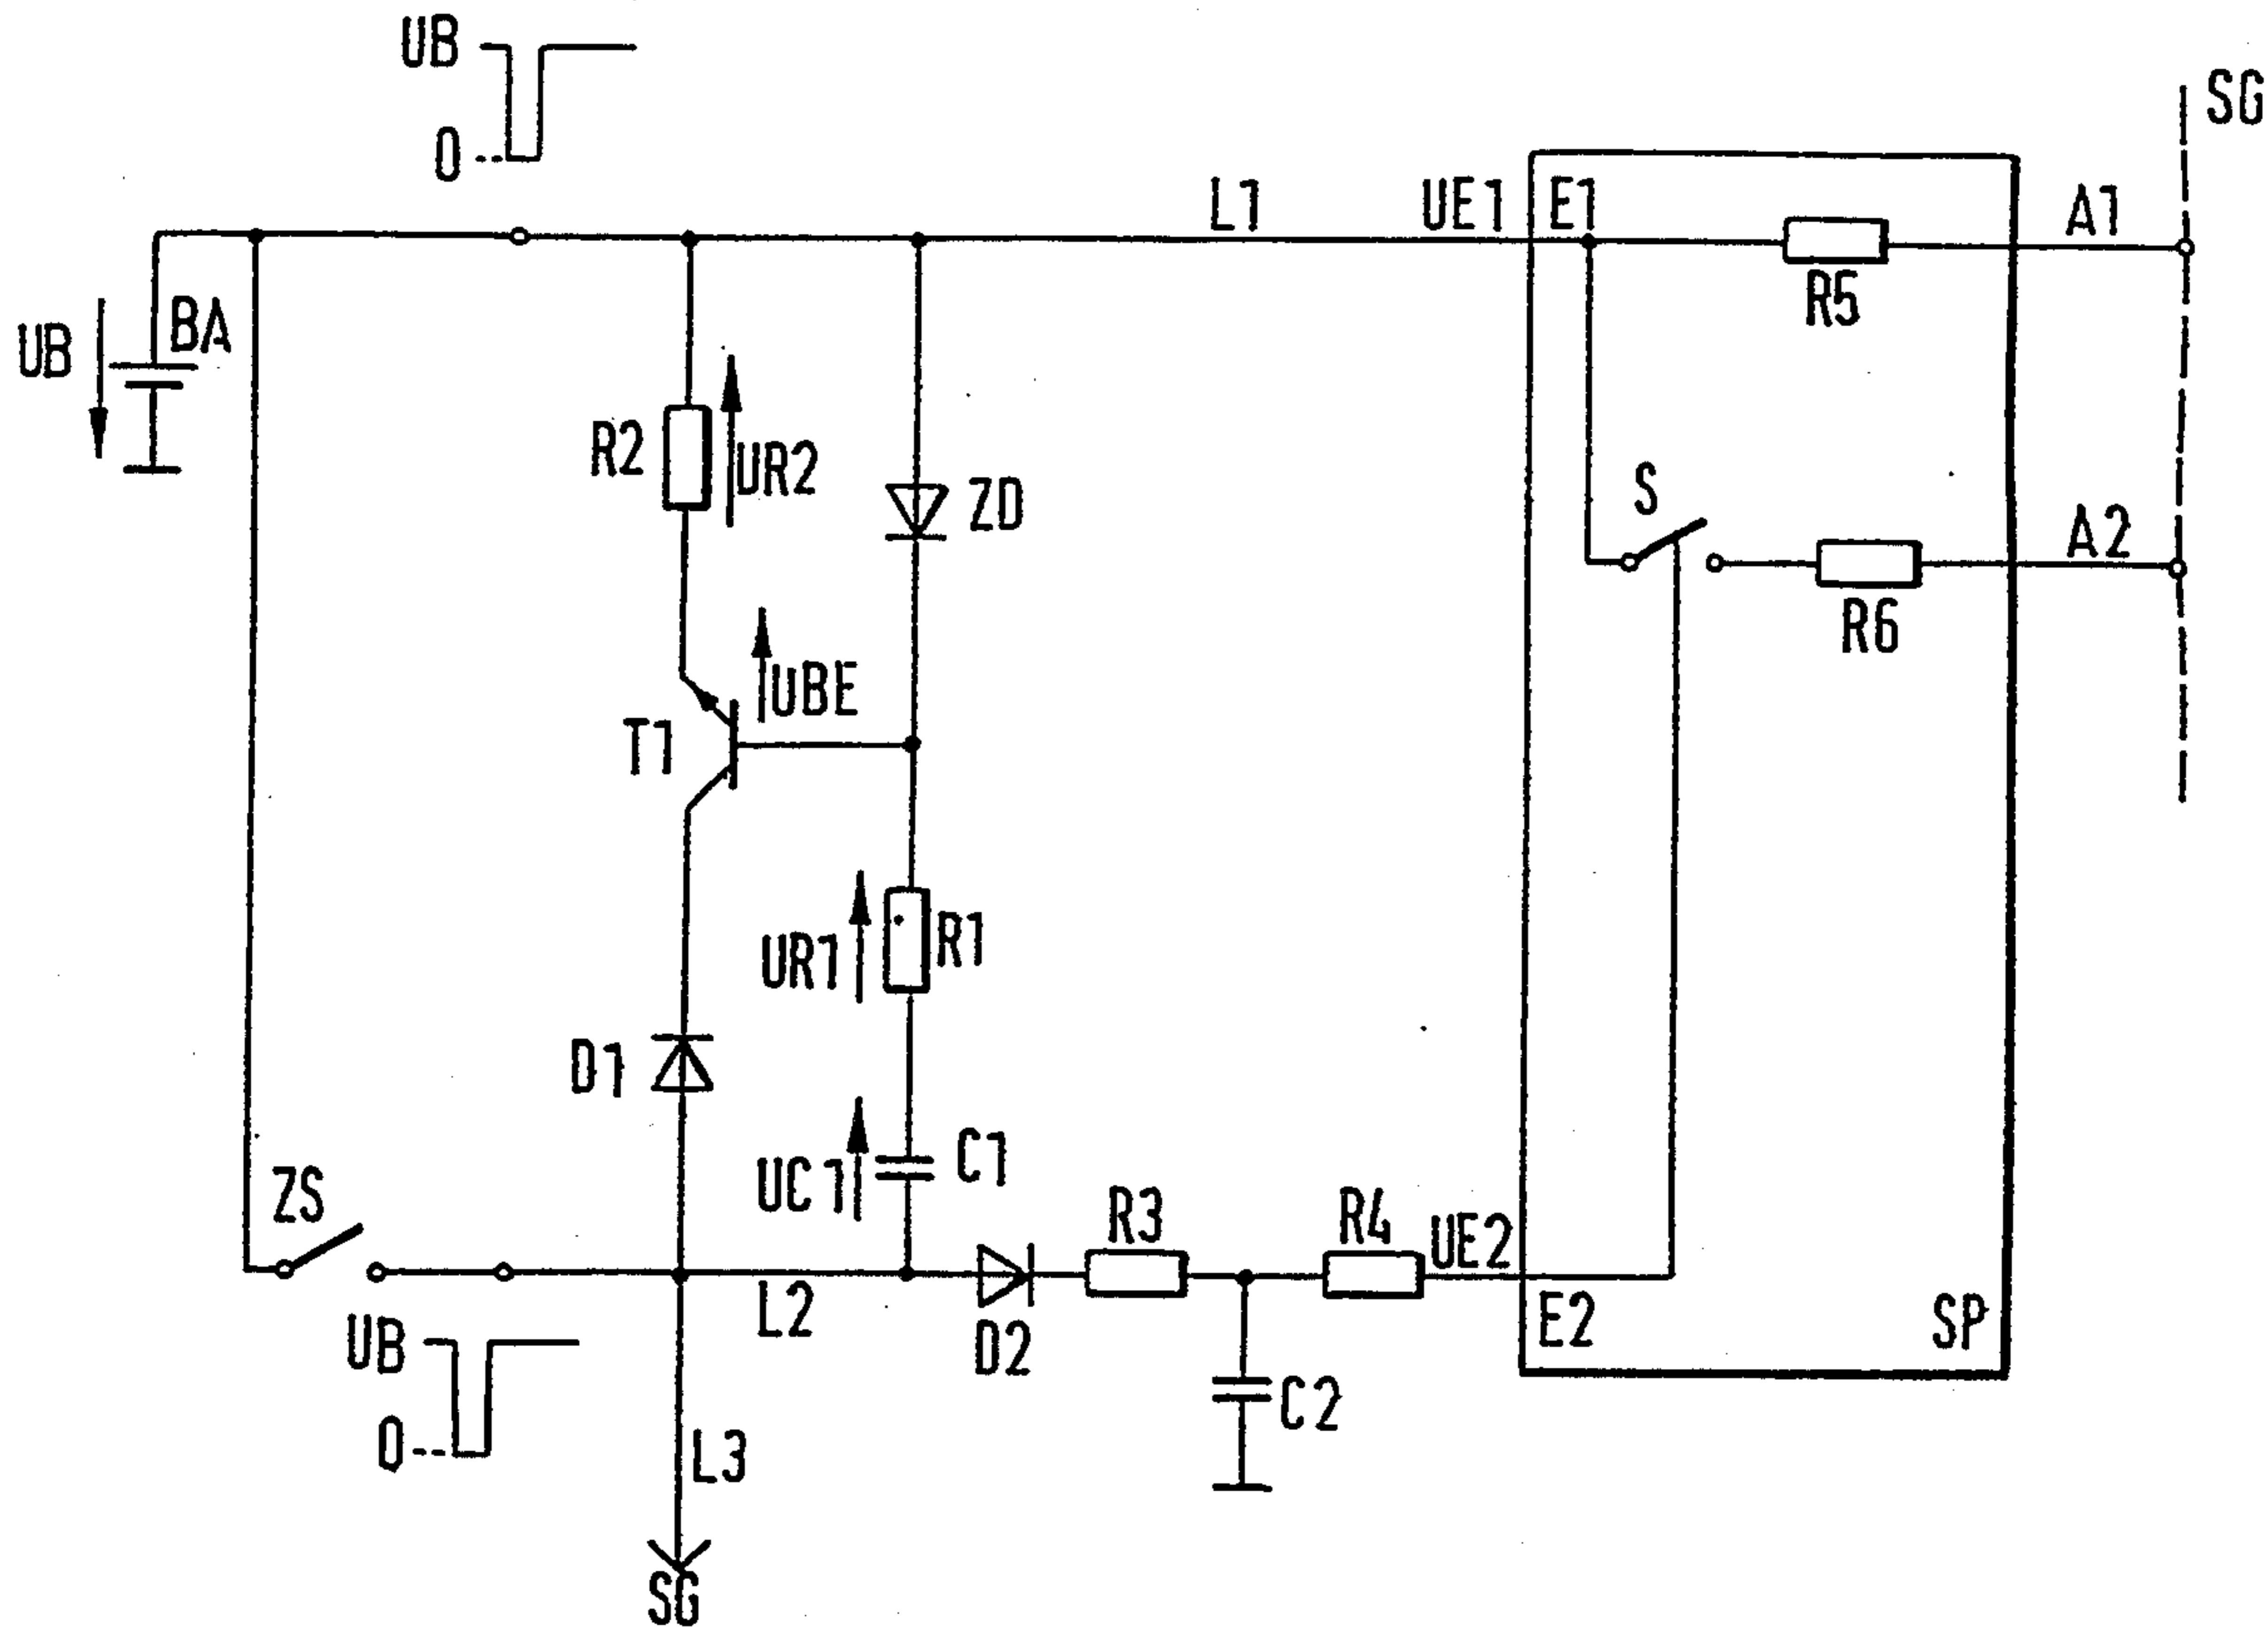 UB
0
SG
L1
UE1
E1
A1
R5
UB
BA
R2
UR2
ZD
S
A2
R6
UBE
T1
UR1
R1
D1
UC1
C1
ZS
R3
R4
UE2
L2
D2
E2
SP
UB
0
C2
L3
SG